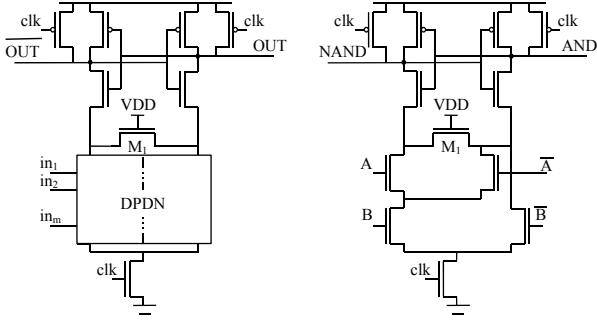 clk
clk
OUT
OUT
VDD
M1
in1
in2
inm
DPDN
clk
clk
clk
NAND
AND
VDD
M1
A
A
B
B
clk